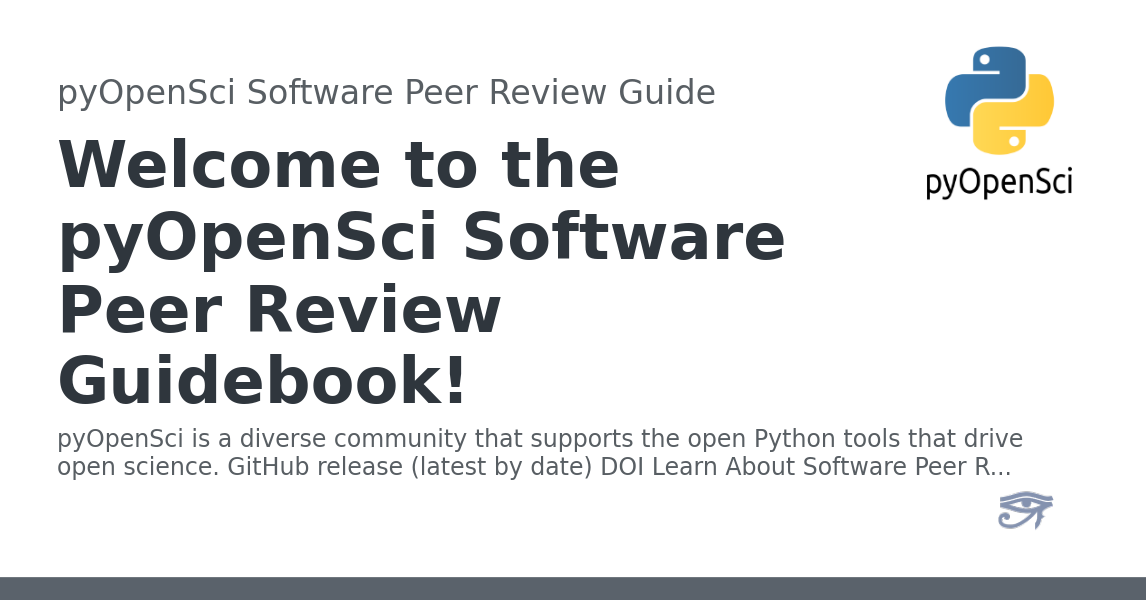 pyOpenSci Software Peer Review Guide
Welcome to the
pyOpenSci Software
Peer Review
Guidebook!
pyOpenSci is a diverse community that supports the open Python tools that drive
open science. GitHub release (latest by date) DOI Learn About Software Peer R...
pyOpenSci